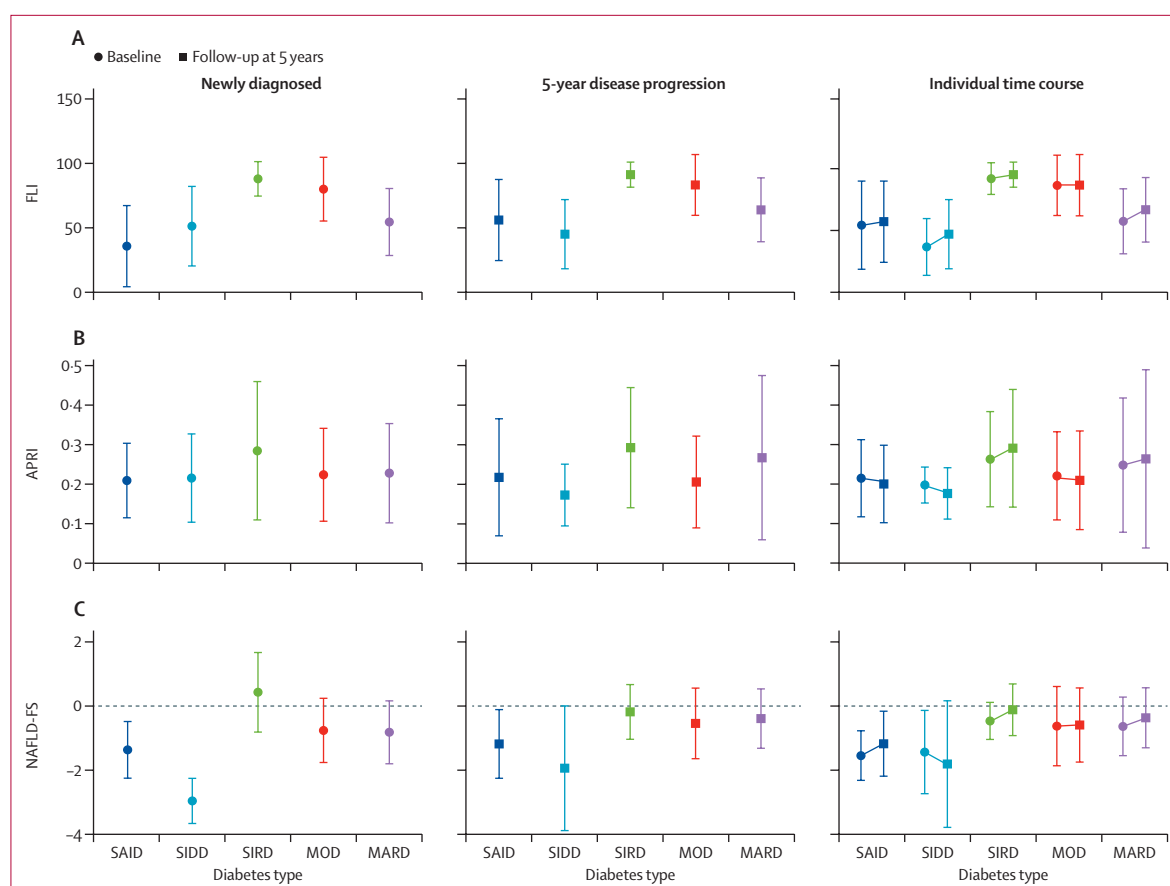 A
Baseline Follow-up at 5 years
Newly diagnosed 5-year disease progression Individual time course
150
100
50
0
FLI
B
0·5
0·4
0·3
0·2
0·1
0
APRI
C
2
0
–2
–4
NAFLD-FS
SAID SIDD SIRD MOD MARD SAID SIDD SIRD MOD MARD SAID SIDD SIRD MOD MARD
Diabetes type Diabetes type Diabetes type